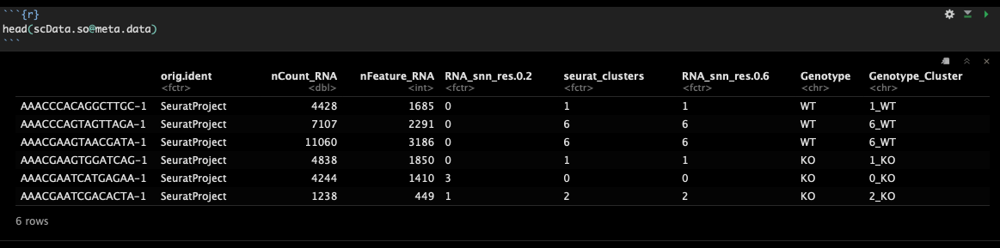 ```{r}
head(scData.so@meta.data)
```
orig.ident nCount_RNA nFeature_RNA RNA_snn_res.0.2 seurat_clusters RNA_snn_res.0.6 Genotype Genotype_Cluster
<fctr> <dbl> <int> <fctr> <fctr> <fctr> <chr> <chr>
AAACCCACAGGCTTGC-1 SeuratProject 4428 1685 0 1 1 WT 1_WT
AAACCCAGTAGTTAGA-1 SeuratProject 7107 2291 0 6 6 WT 6_WT
AAACGAAGTAACGATA-1 SeuratProject 11060 3186 0 6 6 WT 6_WT
AAACGAAGTGGATCAG-1 SeuratProject 4838 1850 0 1 1 KO 1_KO
AAACGAATCATGAGAA-1 SeuratProject 4244 1410 3 0 0 KO 0_KO
AAACGAATCGACACTA-1 SeuratProject 1238 449 1 2 2 KO 2_KO
6 rows